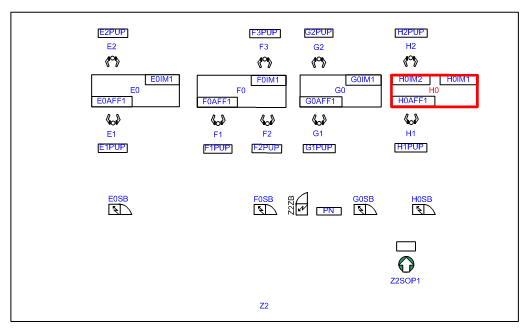 E2PUP F3PUP G2PUP H2PUP
E2 F3 G2 H2
E0IM1 F0IM1 G0IM1 H0IM2 H0IM1
E0 F0 G0 H0
E0AFF1 F0AFF1 G0AFF1 H0AFF1
E1 F1 F2 G1 H1
E1PUP F1PUP F2PUP G1PUP H1PUP
E0SB F0SB Z2ZB G0SB H0SB
PN
Z2SOP1
Z2